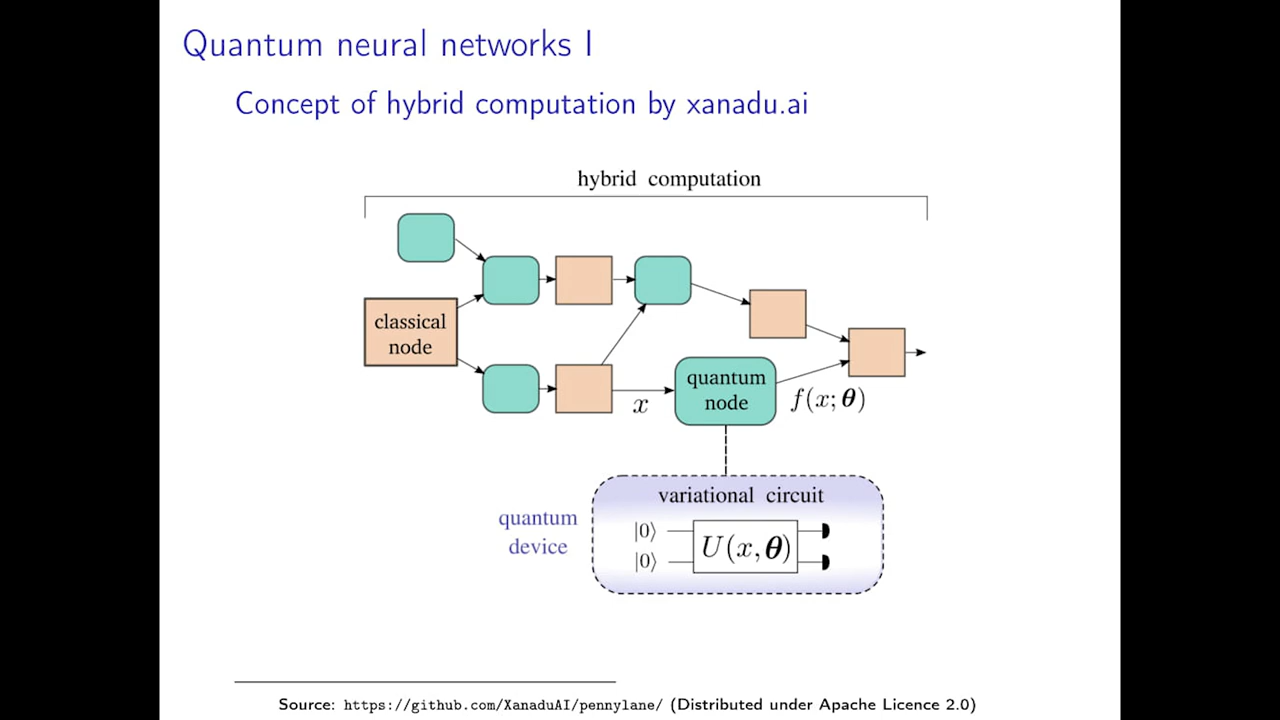 Quantum neural networks I
Concept of hybrid computation by xanadu.ai
hybrid computation
classical
node
quantum
node
x
f(x; θ)
variational circuit
quantum
device
|0⟩
|0⟩
U(x, θ)
Source: https://github.com/XanaduAI/pennylane/ (Distributed under Apache Licence 2.0)